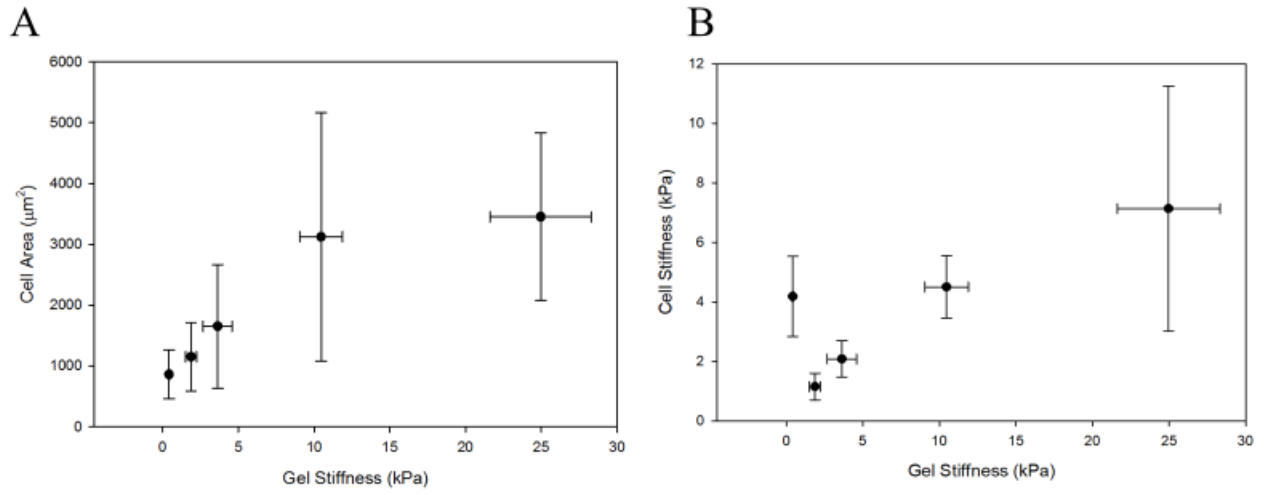 A
6000
5000
4000
3000
2000
1000
0
Cell Area (μm²)
0 5 10 15 20 25 30
Gel Stiffness (kPa)
B
12
10
8
6
4
2
0
Cell Stiffness (kPa)
0 5 10 15 20 25 30
Gel Stiffness (kPa)